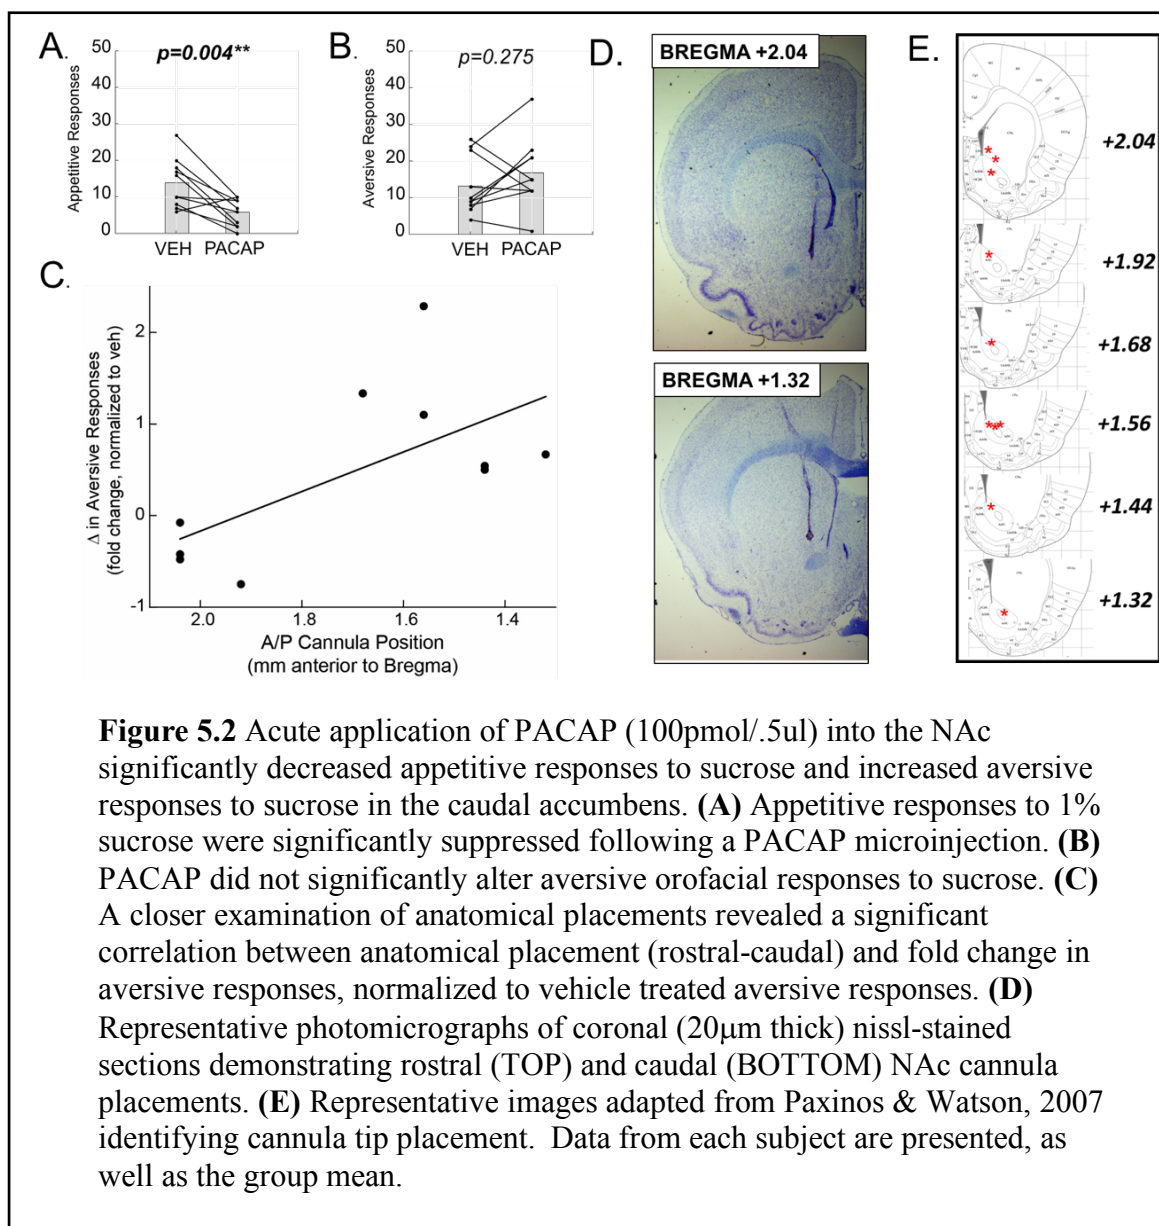 A.
p=0.004**
50
40
30
20
10
0
Appetitive Responses
VEH PACAP
B.
p=0.275
50
40
30
20
10
0
Aversive Responses
VEH PACAP
C.
2
1
0
-1
Δ in Aversive Responses
(fold change, normalized to veh)
2.0 1.8 1.6 1.4
A/P Cannula Position
(mm anterior to Bregma)
D.
BREGMA +2.04
BREGMA +1.32
E.
+2.04
+1.92
+1.68
+1.56
+1.44
+1.32
Figure 5.2 Acute application of PACAP (100pmol/.5ul) into the NAc
significantly decreased appetitive responses to sucrose and increased aversive
responses to sucrose in the caudal accumbens. (A) Appetitive responses to 1%
sucrose were significantly suppressed following a PACAP microinjection. (B)
PACAP did not significantly alter aversive orofacial responses to sucrose. (C)
A closer examination of anatomical placements revealed a significant
correlation between anatomical placement (rostral-caudal) and fold change in
aversive responses, normalized to vehicle treated aversive responses. (D)
Representative photomicrographs of coronal (20μm thick) nissl-stained
sections demonstrating rostral (TOP) and caudal (BOTTOM) NAc cannula
placements. (E) Representative images adapted from Paxinos & Watson, 2007
identifying cannula tip placement.  Data from each subject are presented, as
well as the group mean.